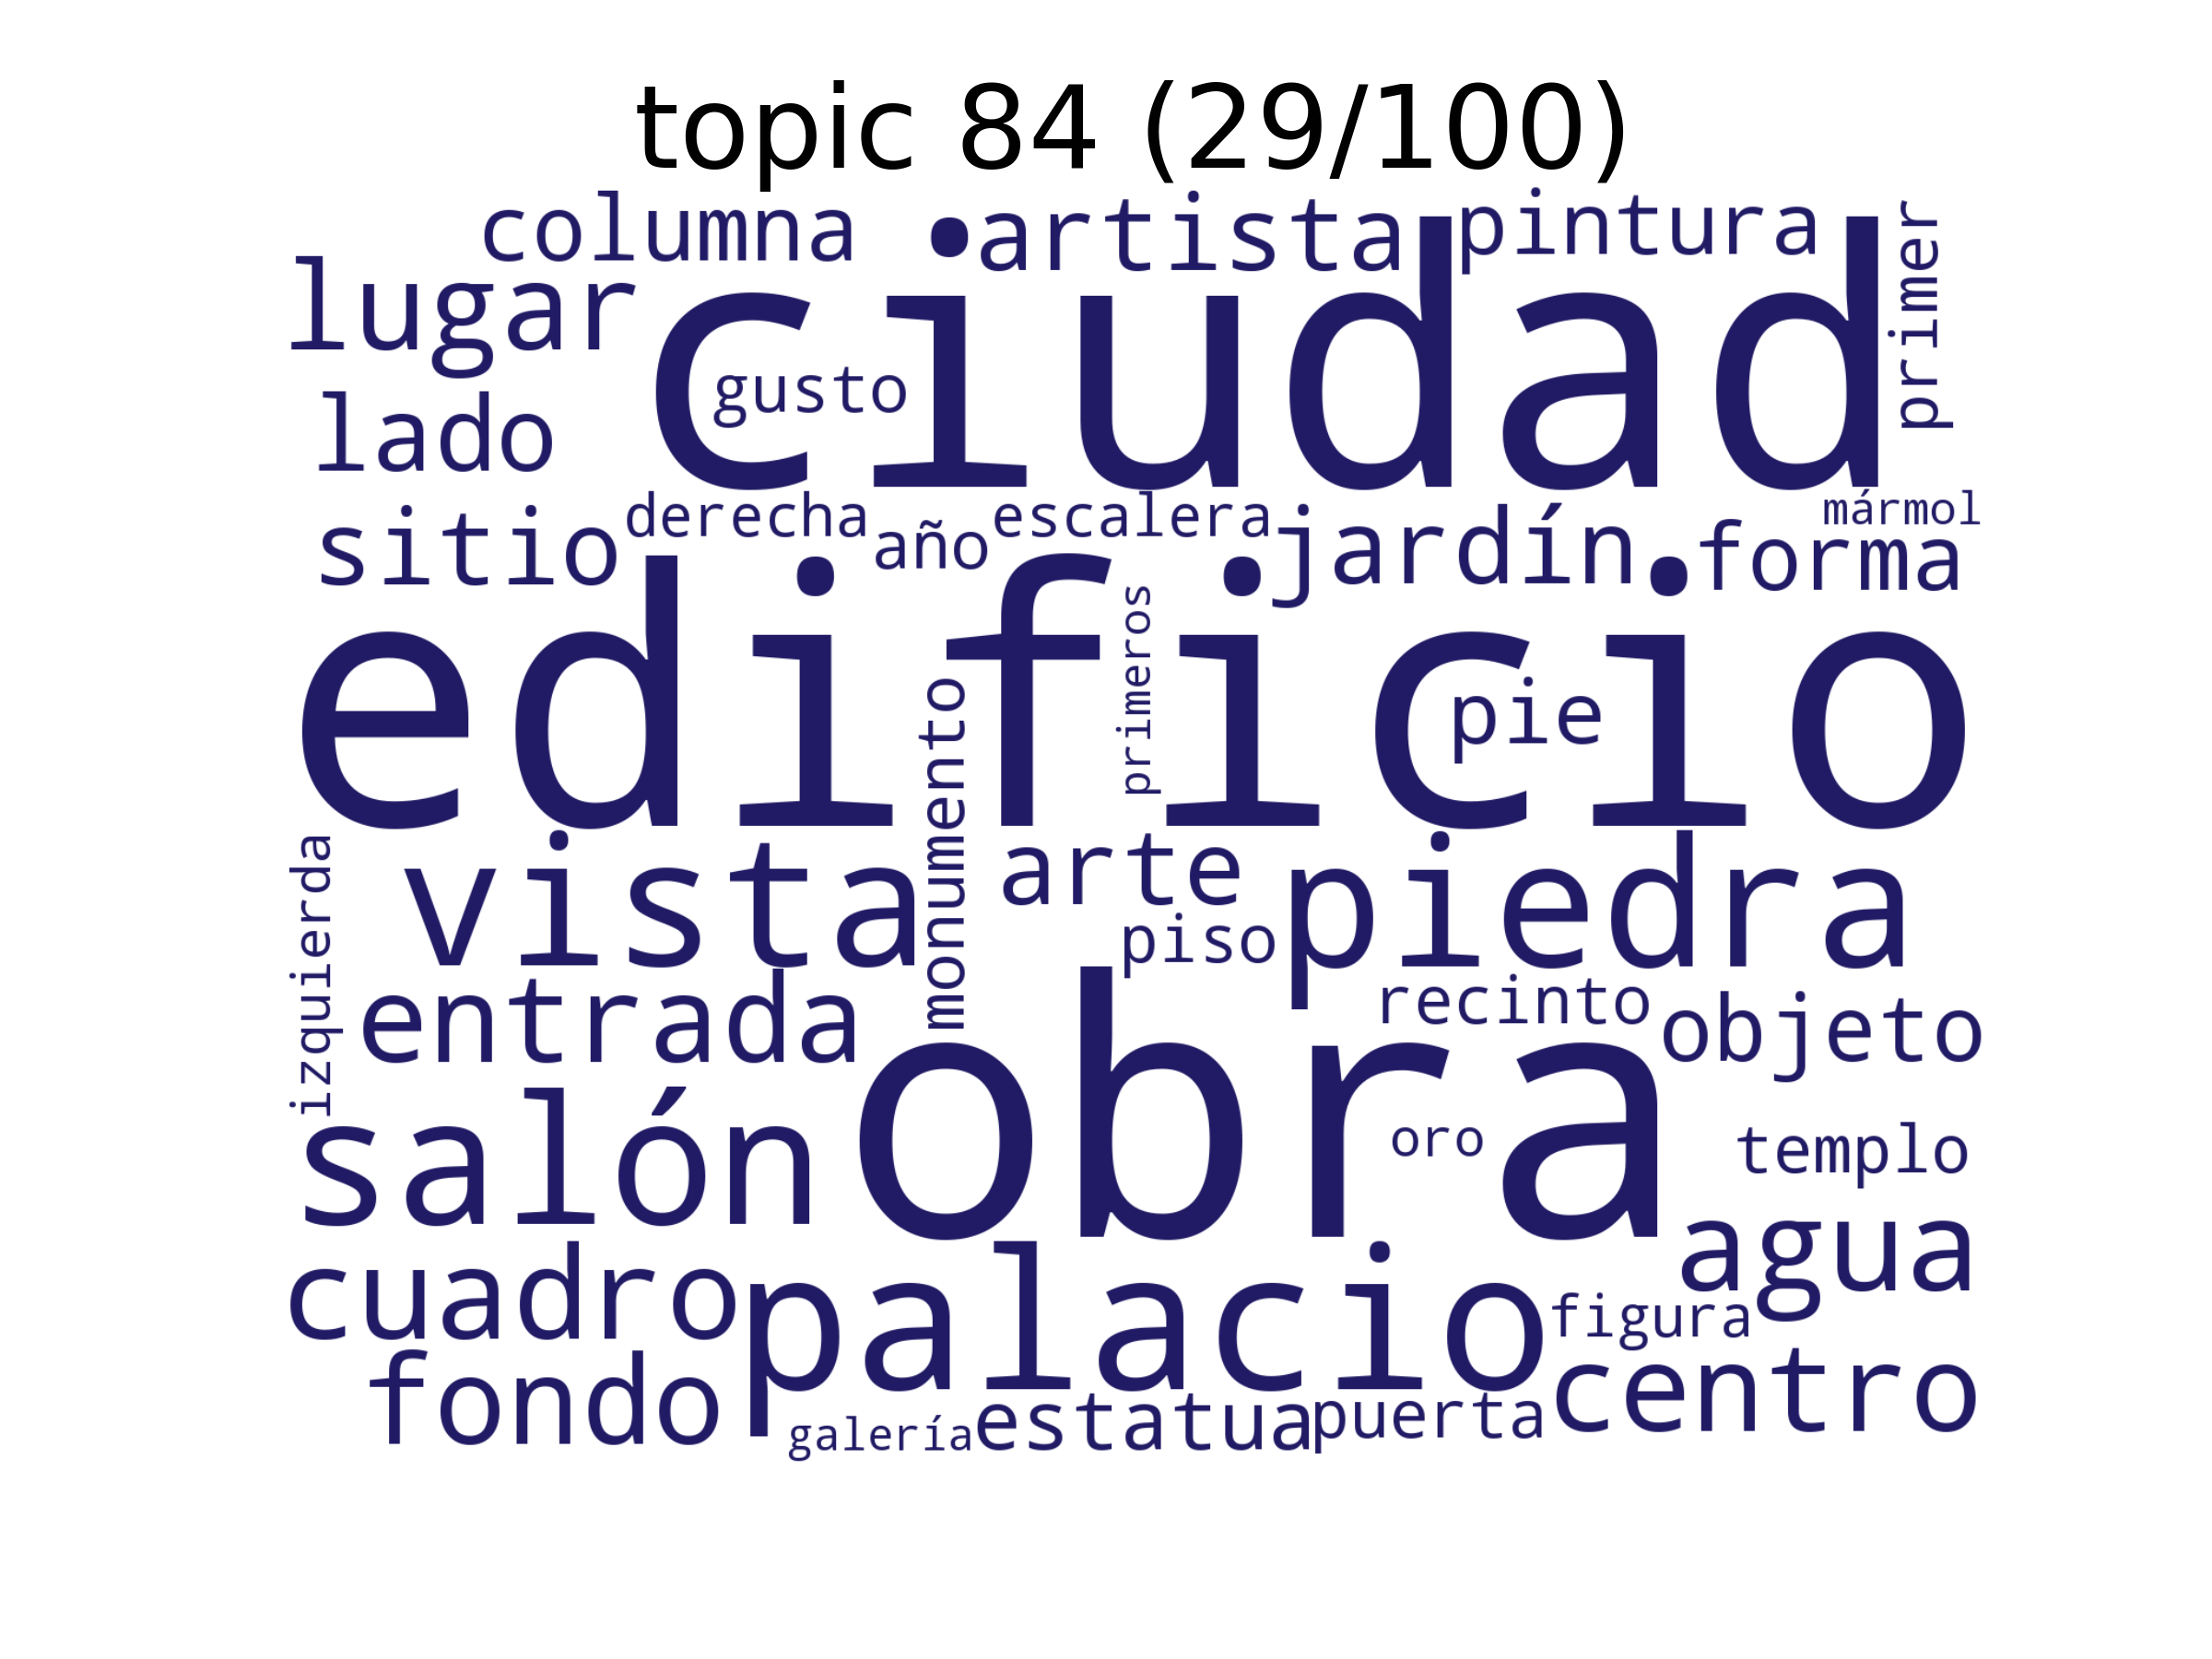 topic 84 (29/100)
columna
artista
pintura
primer
lugar
ciudad
gusto
lado
sitio
derecha
año
escalera
jardín
mármol
forma
edificio
primeros
pie
monumento
izquierda
vista
arte
piedra
piso
entrada
recinto
objeto
salón
obra
oro
templo
agua
cuadro
palacio
figura
fondo
centro
galería
estatua
puerta